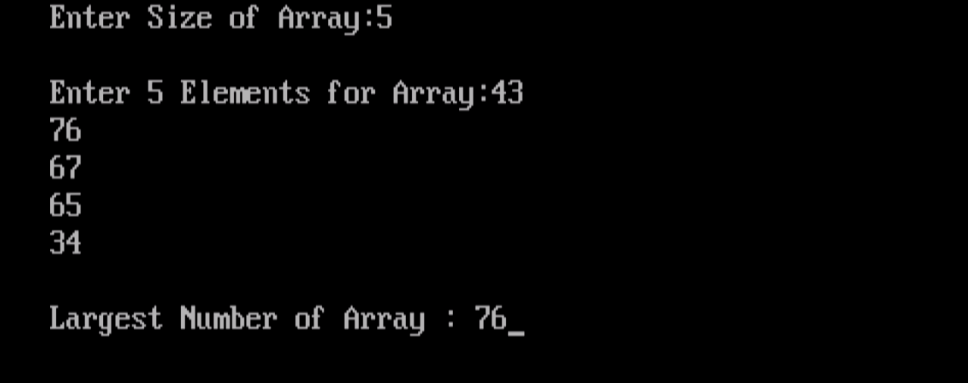 Enter Size of Array:5
Enter 5 Elements for Array:43
76
67
65
34
Largest Number of Array : 76_